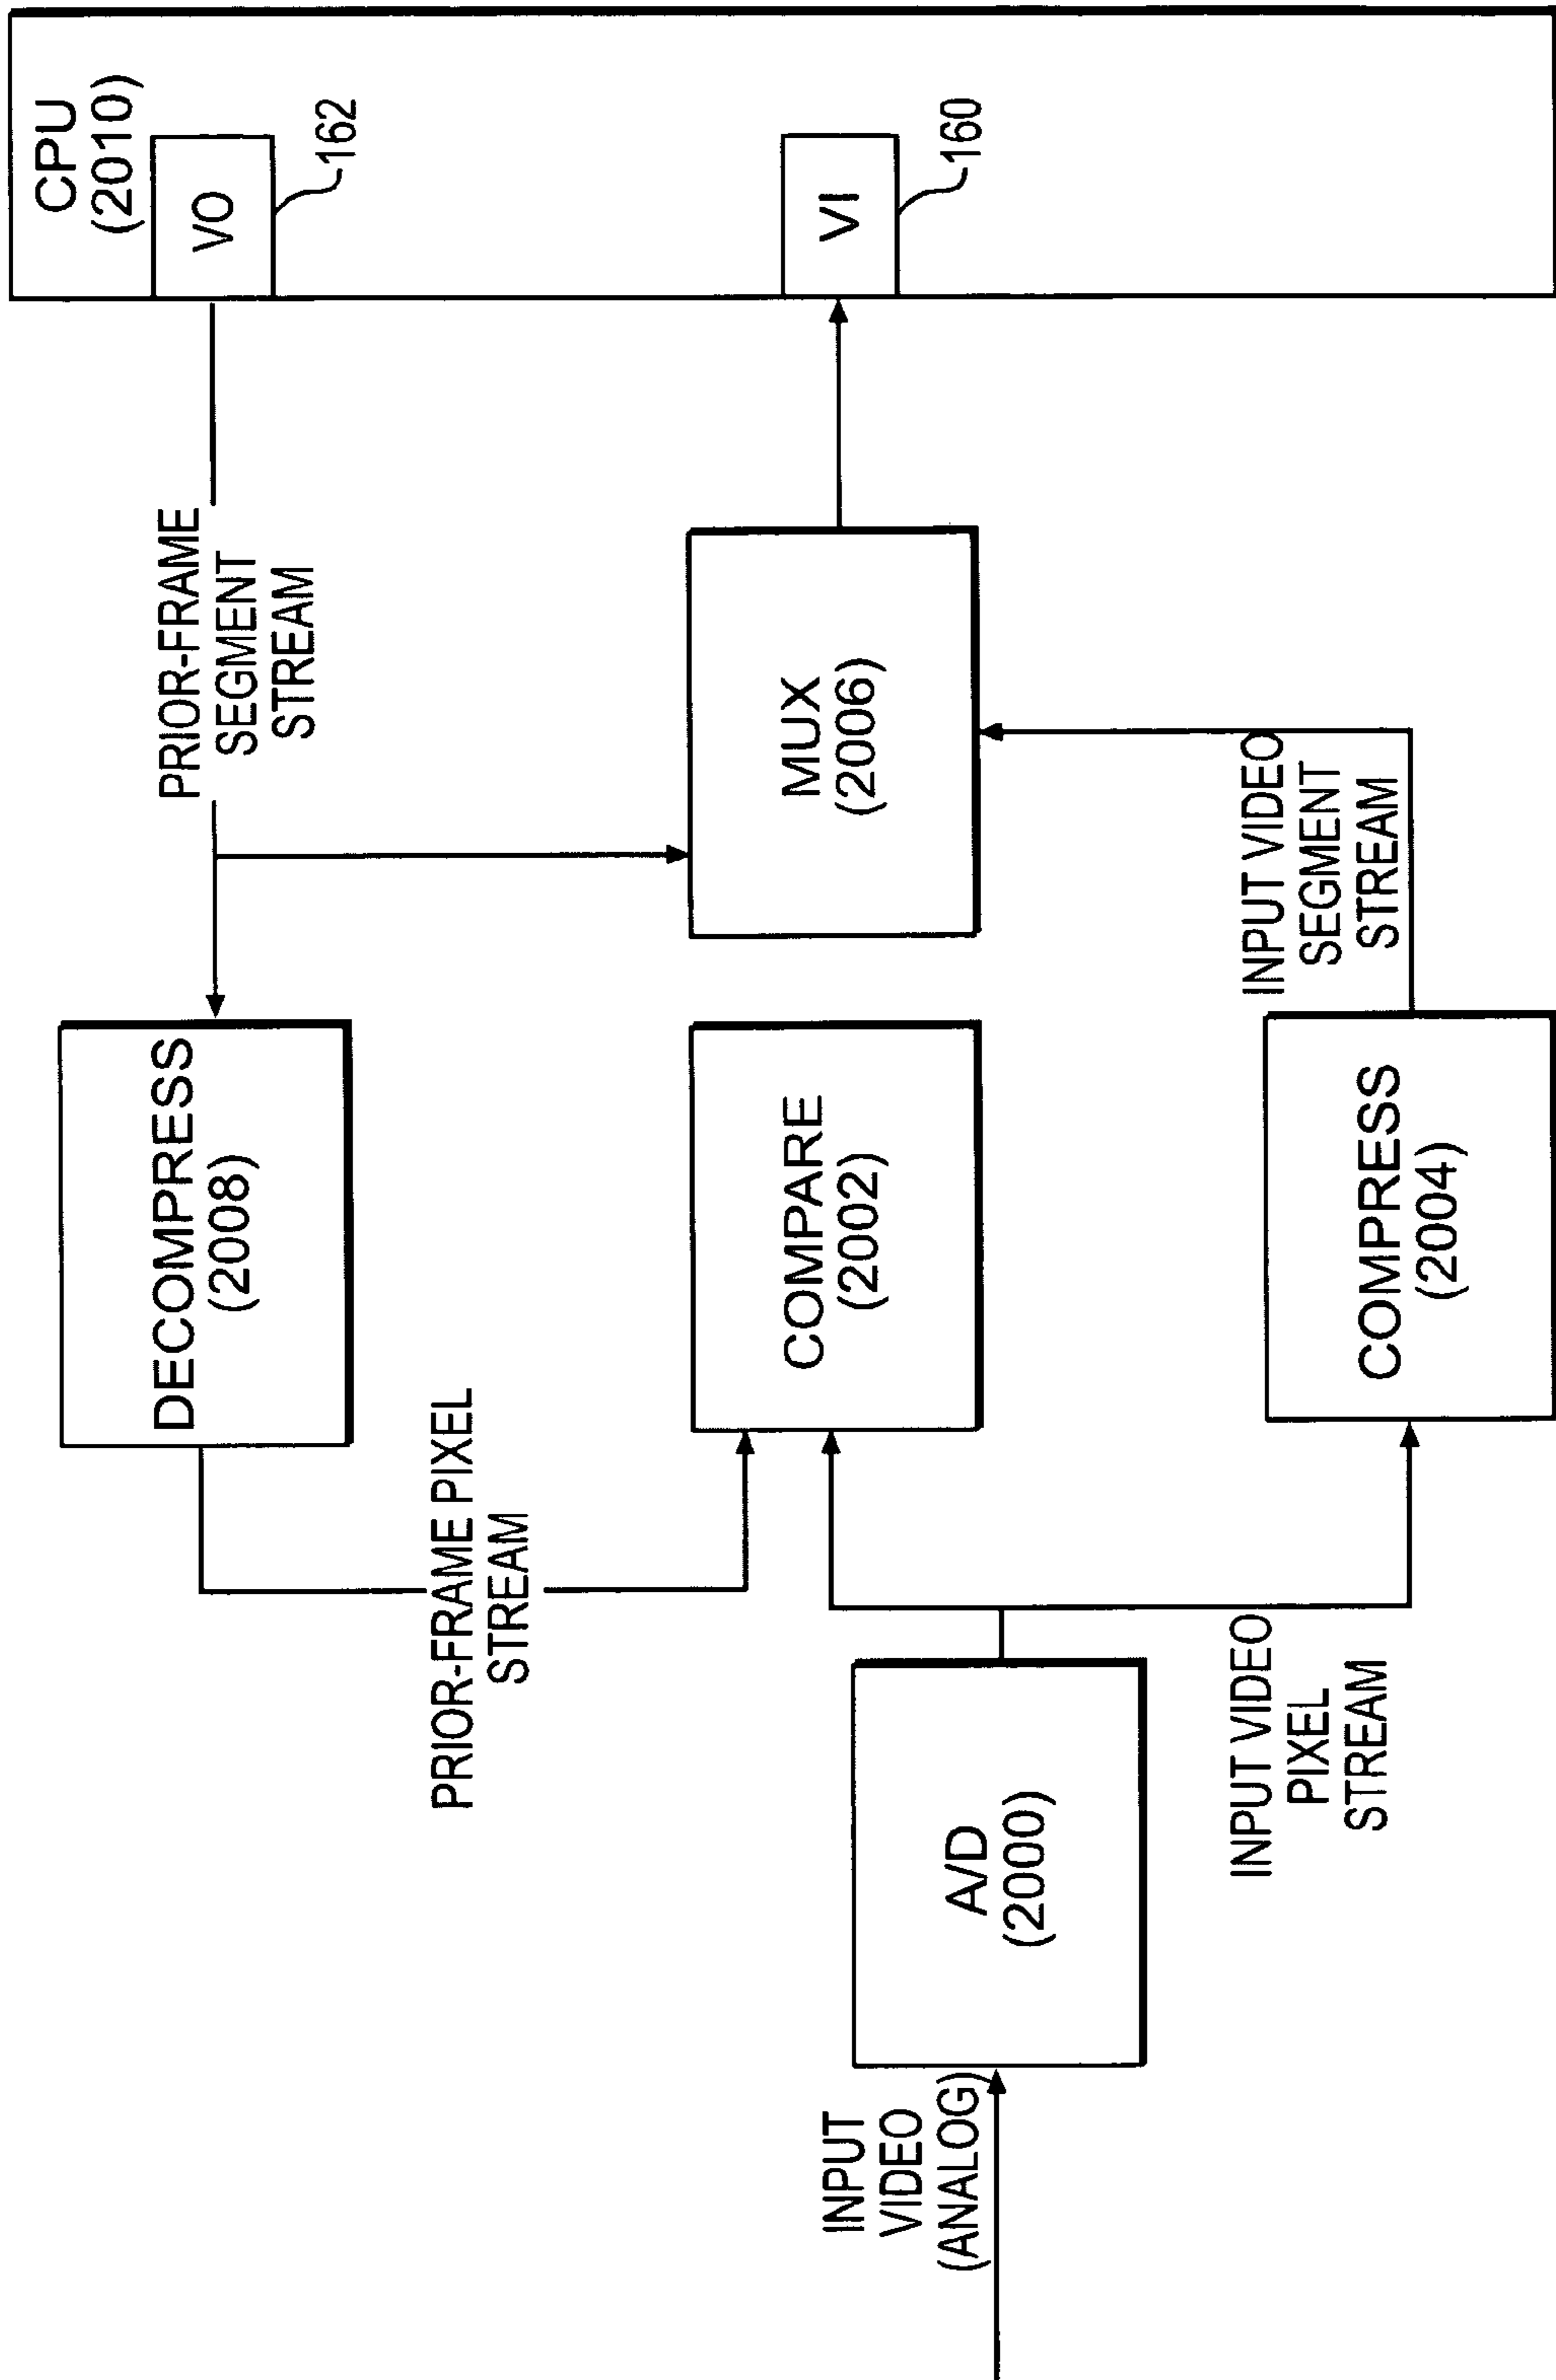 INPUT
VIDEO
(ANALOG)
A/D
(2000)
INPUT VIDEO
PIXEL
STREAM
PRIOR-FRAME PIXEL
STREAM
DECOMPRESS
(2008)
COMPARE
(2002)
COMPRESS
(2004)
PRIOR-FRAME
SEGMENT
STREAM
MUX
(2006)
INPUT VIDEO
SEGMENT
STREAM
CPU
(2010)
VO
162
VI
160